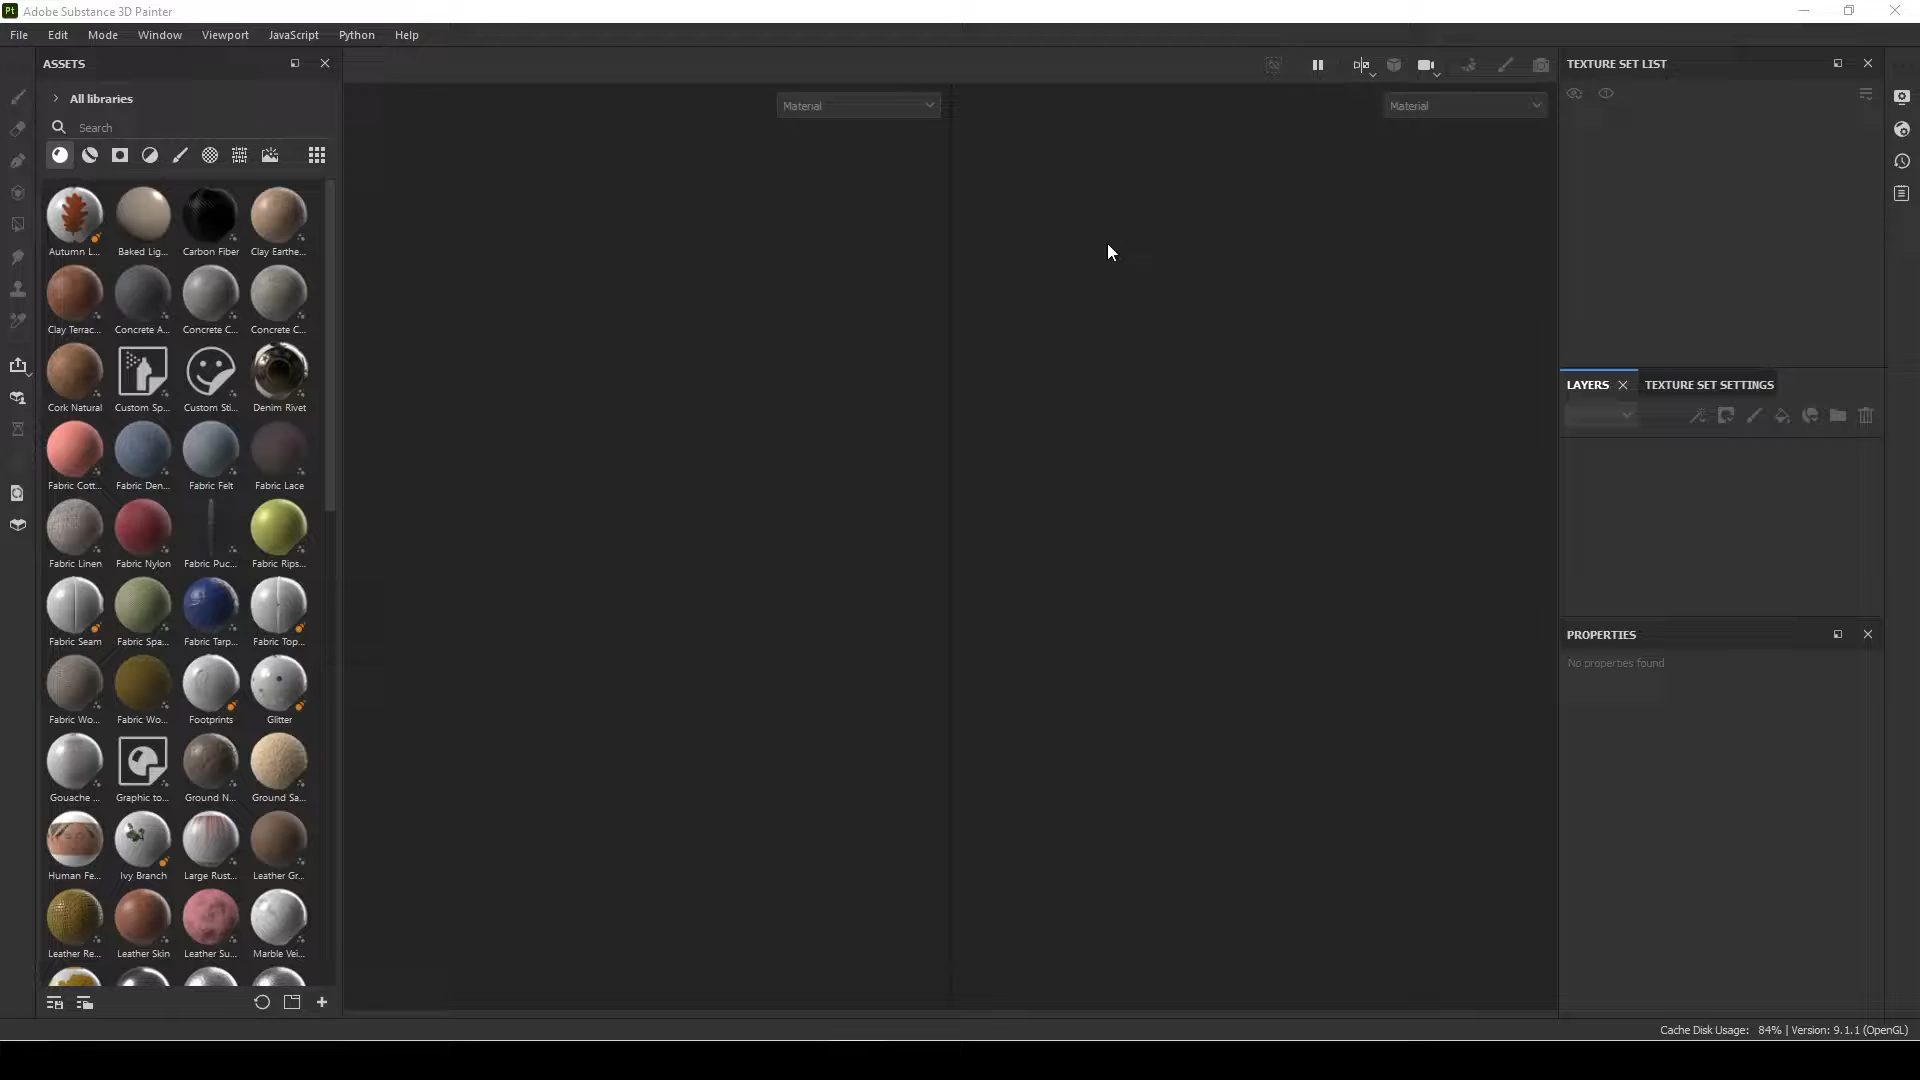 Pt Adobe Substance 3D Painter
File Edit Mode Window Viewport JavaScript Python Help
ASSETS
All libraries
Search
Autumn L... Baked Lig... Carbon Fiber Clay Earthe...
Clay Terrac... Concrete A... Concrete C... Concrete C...
Cork Natural Custom Sp... Custom Sti... Denim Rivet
Fabric Cott... Fabric Den... Fabric Felt Fabric Lace
Fabric Linen Fabric Nylon Fabric Puc... Fabric Rips...
Fabric Seam Fabric Spa... Fabric Tarp... Fabric Top...
Fabric Wo... Fabric Wo... Footprints Glitter
Gouache ... Graphic to... Ground N... Ground Sa...
Human Fe... Ivy Branch Large Rust... Leather Gr...
Leather Re... Leather Skin Leather Su... Marble Vei...
Material
Material
TEXTURE SET LIST
LAYERS TEXTURE SET SETTINGS
PROPERTIES
No properties found
Cache Disk Usage: 84% | Version: 9.1.1 (OpenGL)